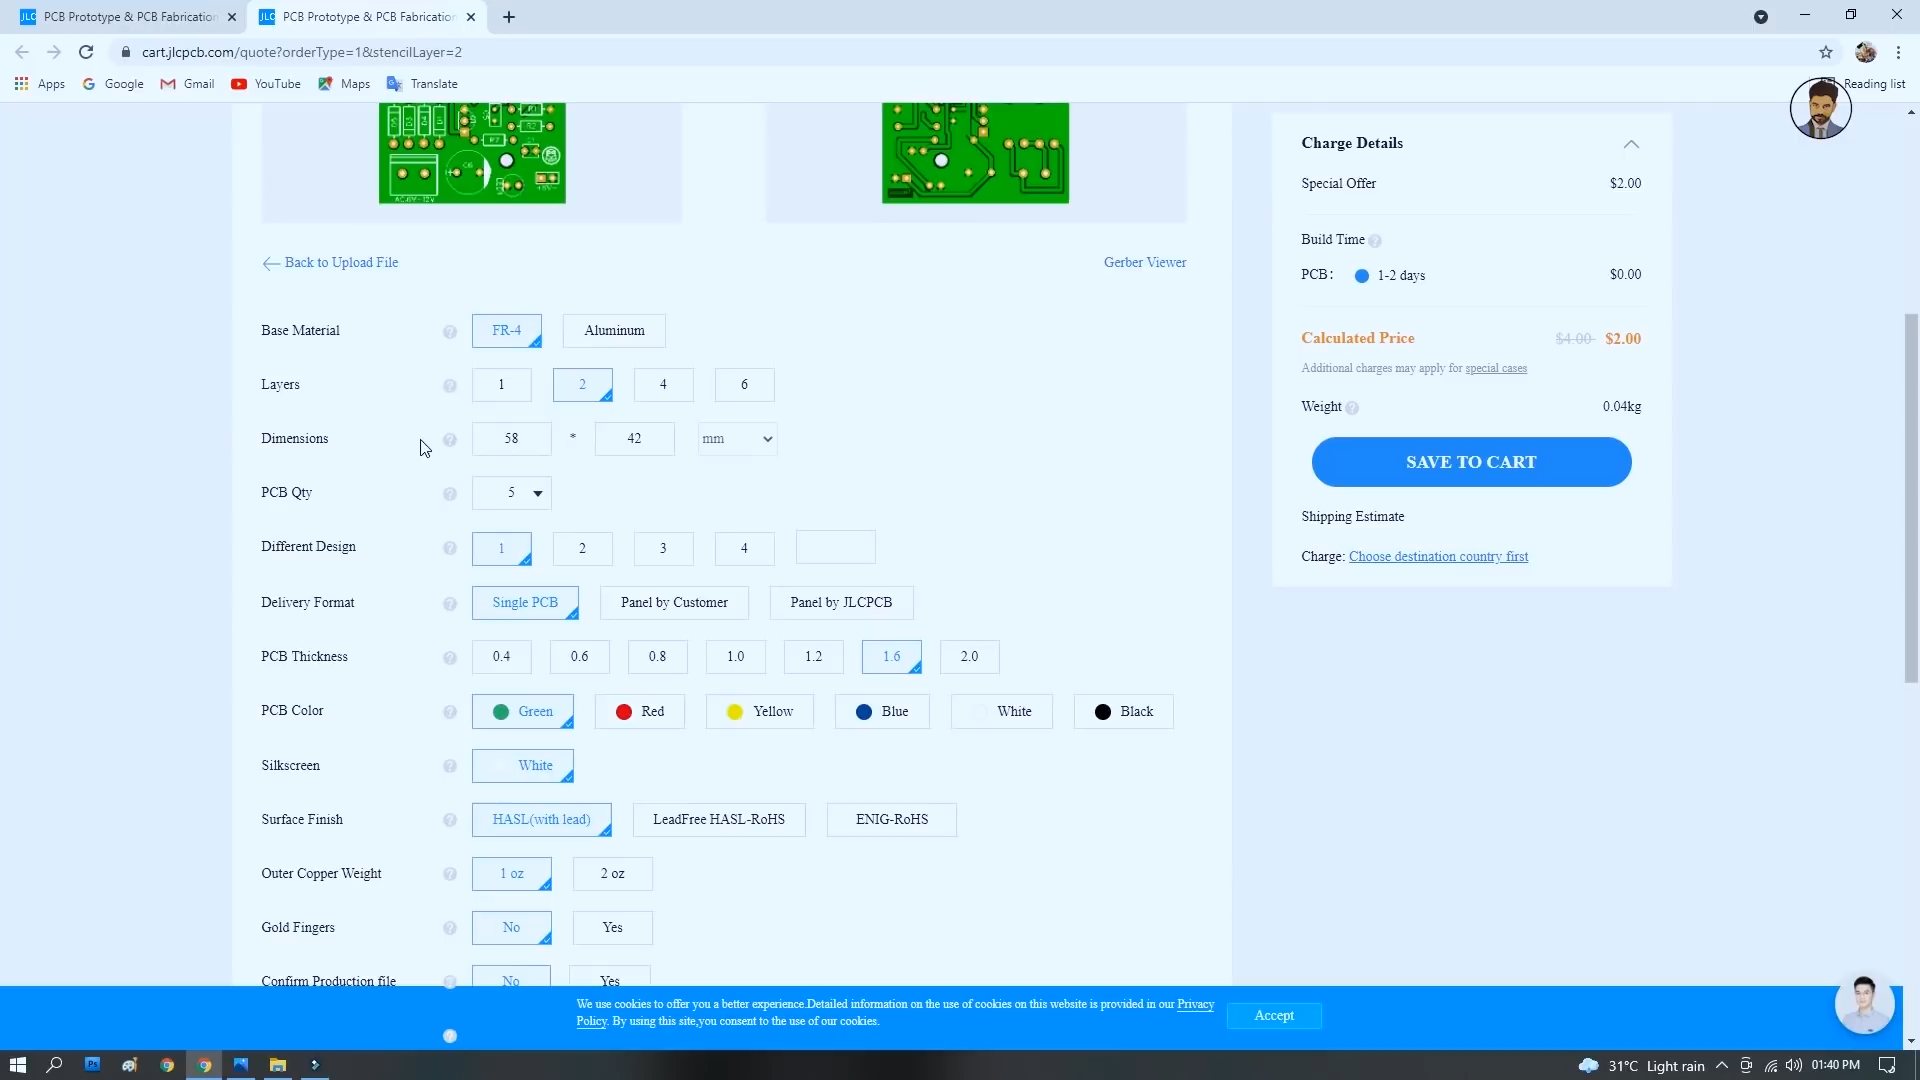 PCB Prototype & PCB Fabrication
PCB Prototype & PCB Fabrication
cart.jlcpcb.com/quote?orderType=1&stencilLayer=2
Apps
Google
Gmail
YouTube
Maps
Translate
Reading list
Back to Upload File
Gerber Viewer
Base Material
FR-4
Aluminum
Layers
1
2
4
6
Dimensions
58
*
42
mm
PCB Qty
5
Different Design
1
2
3
4
Delivery Format
Single PCB
Panel by Customer
Panel by JLCPCB
PCB Thickness
0.4
0.6
0.8
1.0
1.2
1.6
2.0
PCB Color
Green
Red
Yellow
Blue
White
Black
Silkscreen
White
Surface Finish
HASL(with lead)
LeadFree HASL-RoHS
ENIG-RoHS
Outer Copper Weight
1 oz
2 oz
Gold Fingers
No
Yes
Confirm Production file
No
Yes
Charge Details
Special Offer
$2.00
Build Time
PCB:
1-2 days
$0.00
Calculated Price
$4.00
$2.00
Additional charges may apply for special cases
Weight
0.04kg
SAVE TO CART
Shipping Estimate
Charge: Choose destination country first
We use cookies to offer you a better experience.Detailed information on the use of cookies on this website is provided in our Privacy
Policy. By using this site,you consent to the use of our cookies.
Accept
31°C Light rain
01:40 PM